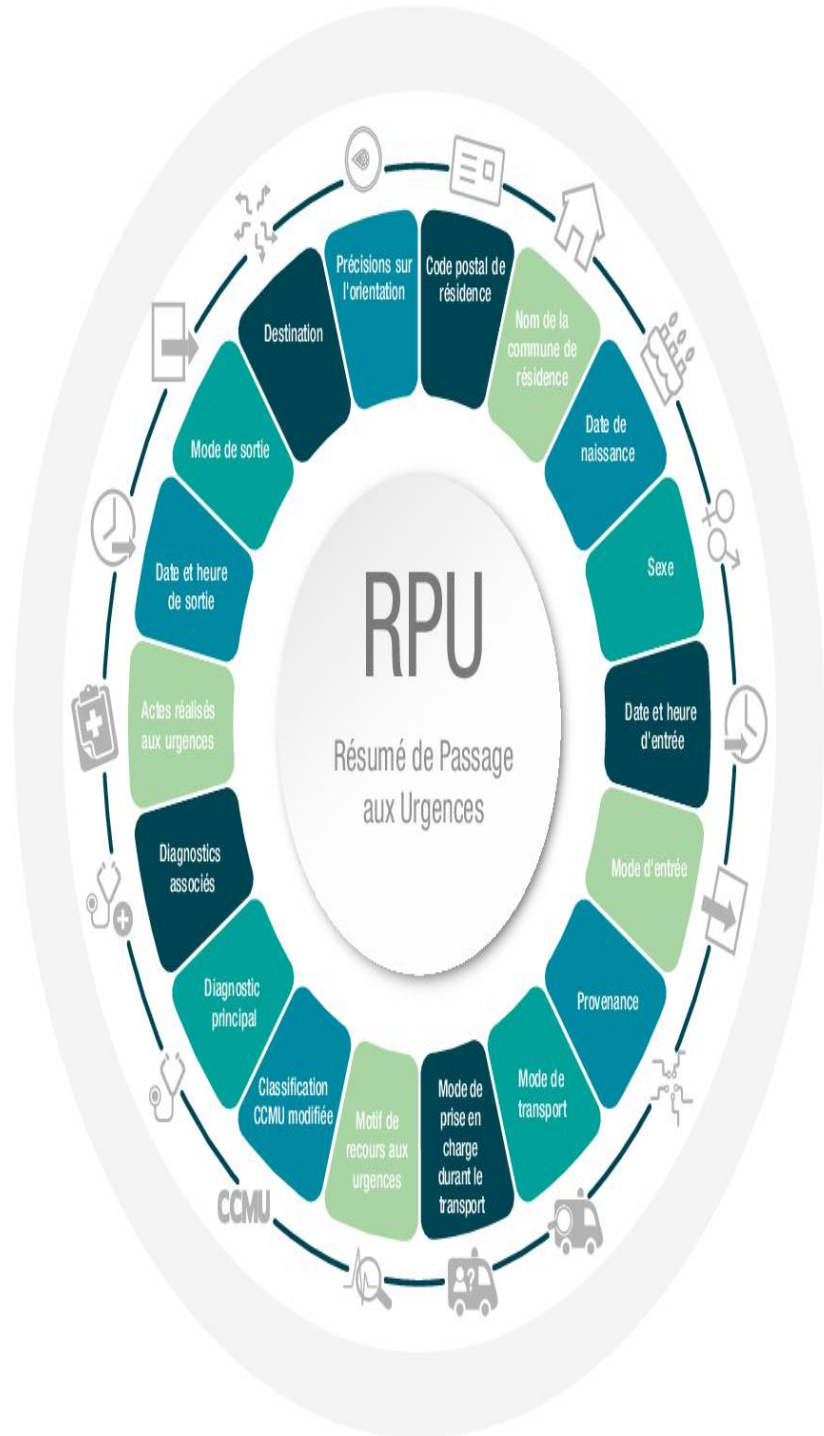 RPU
Résumé de Passage
aux Urgences
Code postal de
résidence
Nom de la
commune de
résidence
Date de
naissance
Sexe
Date et heure
d'entrée
Mode d'entrée
Provenance
Mode de
transport
Mode de
prise en
charge
durant le
transport
Motif de
recours aux
urgences
Classification
CCMU modifiée
CCMU
Diagnostic
principal
Diagnostics
associés
Actes réalisés
aux urgences
Date et heure
de sortie
Mode de sortie
Destination
Précisions sur
l'orientation